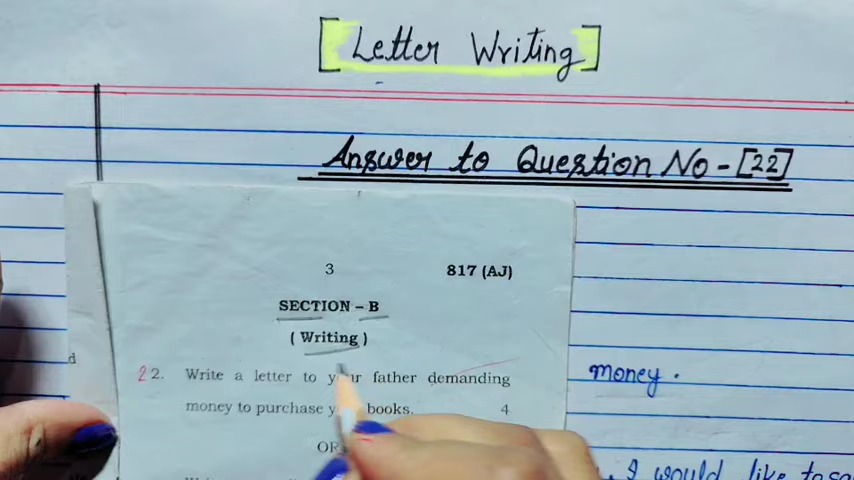 [Letter Writing]
Answer to Question No - [22]
3 817 (AJ)
SECTION – B
( Writing )
22. Write a letter to your father demanding
money to purchase books. 4
OR
money.
d
I would like to